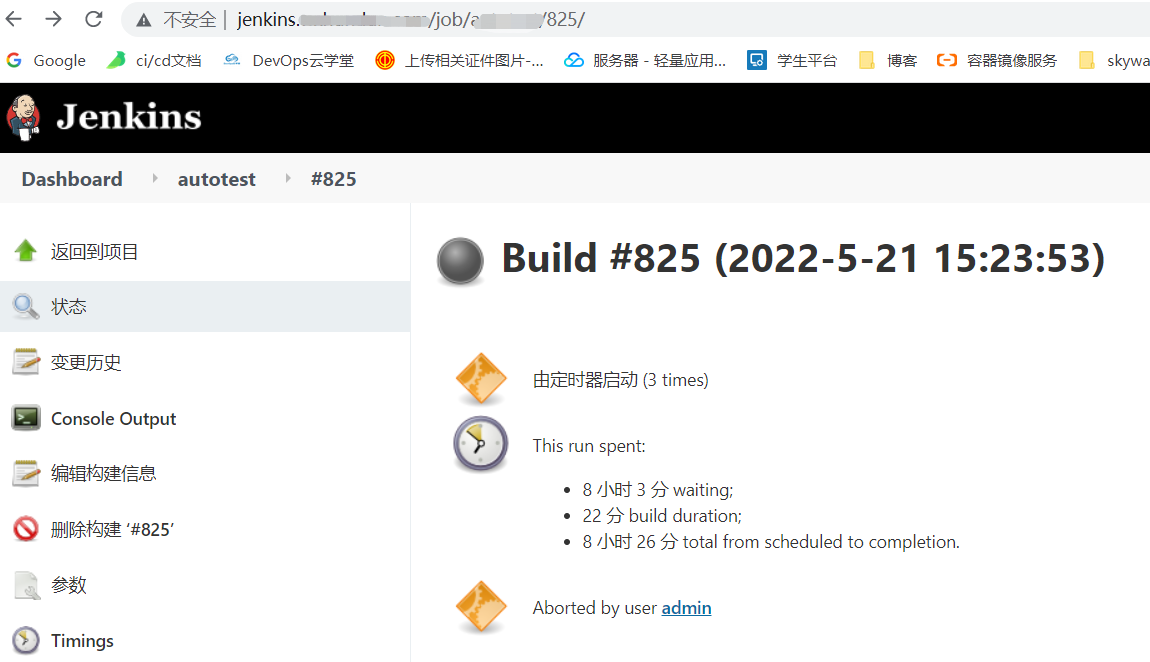 不安全 | jenkins. .com/job/a /825/
Google ci/cd文档 DevOps云学堂 上传相关证件图片-... 服务器 - 轻量应用... 学生平台 博客 容器镜像服务 skywa
Jenkins
Dashboard autotest #825
返回到项目
状态
变更历史
Console Output
编辑构建信息
删除构建 ‘#825’
参数
Timings
Build #825 (2022-5-21 15:23:53)
由定时器启动 (3 times)
This run spent:
• 8 小时 3 分 waiting;
• 22 分 build duration;
• 8 小时 26 分 total from scheduled to completion.
Aborted by user admin